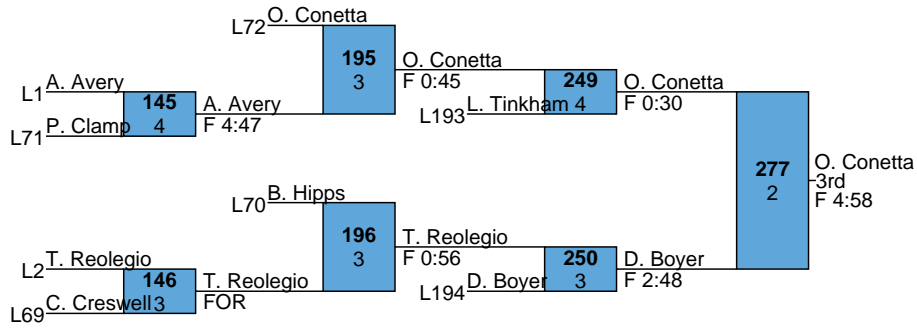 O. Conetta
L72
195
3
O. Conetta
F 0:45
A. Avery
L1
145
4
A. Avery
F 4:47
P. Clamp
L71
249
4
L. Tinkham
L193
O. Conetta
F 0:30
277
2
O. Conetta
3rd
F 4:58
B. Hipps
L70
196
3
T. Reolegio
F 0:56
T. Reolegio
L2
146
3
T. Reolegio
FOR
C. Creswell
L69
250
3
D. Boyer
L194
D. Boyer
F 2:48